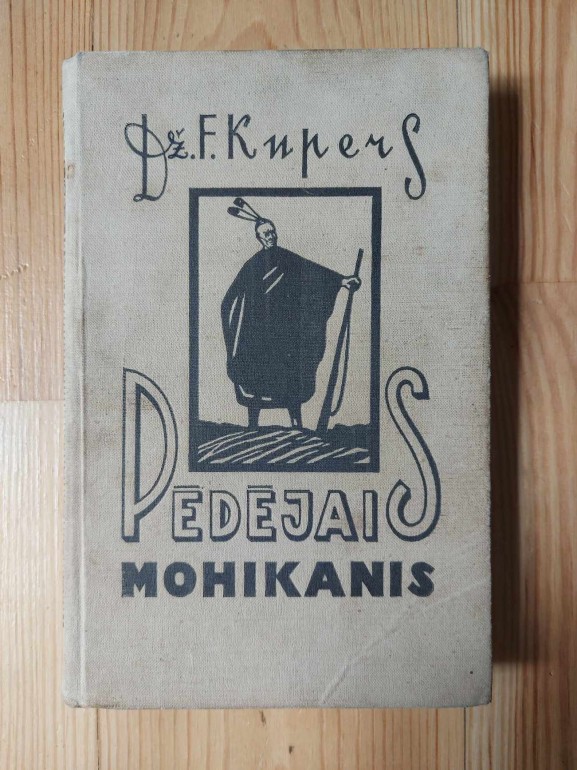 Dž. F. Kupers
PĒDĒJAIS
MOHIKANIS